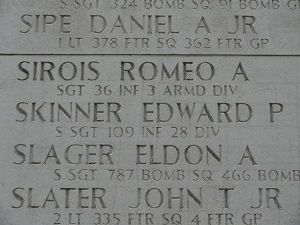 S SGT 324 BOMB SQ 91 BOMB G
SIPE DANIEL A JR
1 LT 378 FTR SQ 362 FTR GP
SIROIS ROMEO A
SGT 36 INF 3 ARMD DIV
SKINNER EDWARD P
S SGT 109 INF 28 DIV
SLAGER ELDON A
S SGT 787 BOMB SQ 466 BOMB
SLATER JOHN T JR
2 LT 335 FTR SQ 4 FTR GP